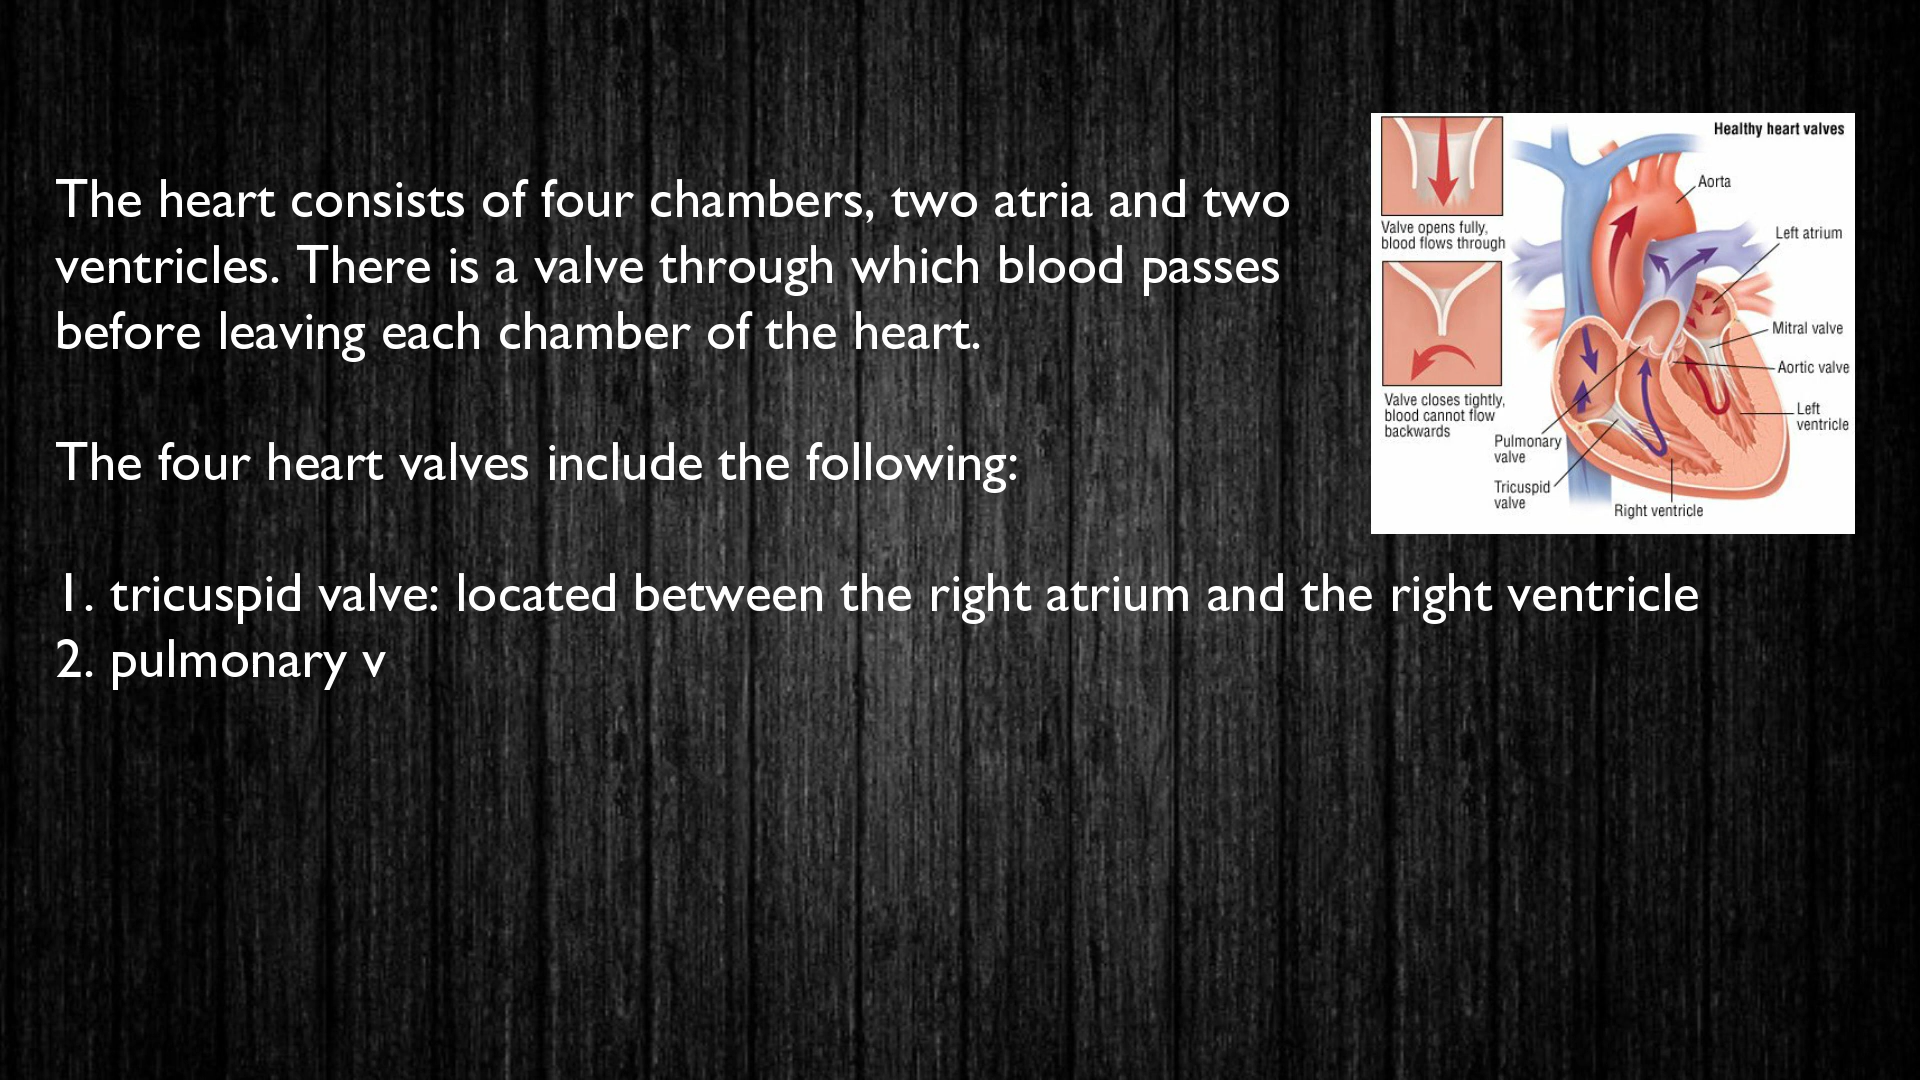 The heart consists of four chambers, two atria and two
ventricles. There is a valve through which blood passes
before leaving each chamber of the heart.
The four heart valves include the following:
1. tricuspid valve: located between the right atrium and the right ventricle
2. pulmonary v
Healthy heart valves
Valve opens fully,
blood flows through
Valve closes tightly,
blood cannot flow
backwards
Aorta
Left atrium
Mitral valve
Aortic valve
Left
ventricle
Pulmonary
valve
Tricuspid
valve
Right ventricle